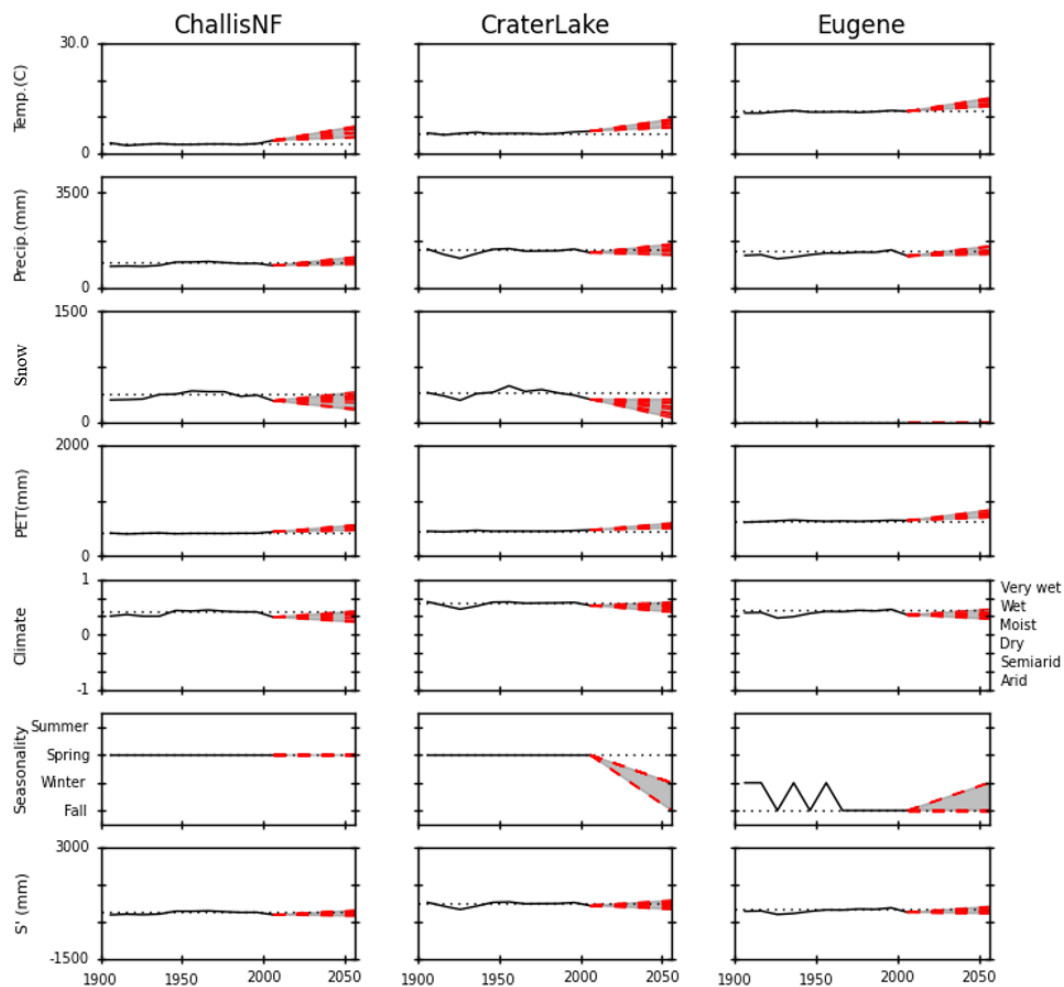 ChallisNF CraterLake Eugene
30.0
Temp.(C)
0
3500
Precip.(mm)
0
1500
Snow
0
2000
PET(mm)
0
1
Climate
0
-1
Very wet
Wet
Moist
Dry
Semiarid
Arid
Seasonality
Summer
Spring
Winter
Fall
3000
S' (mm)
-1500
1900 1950 2000 2050 1900 1950 2000 2050 1900 1950 2000 2050